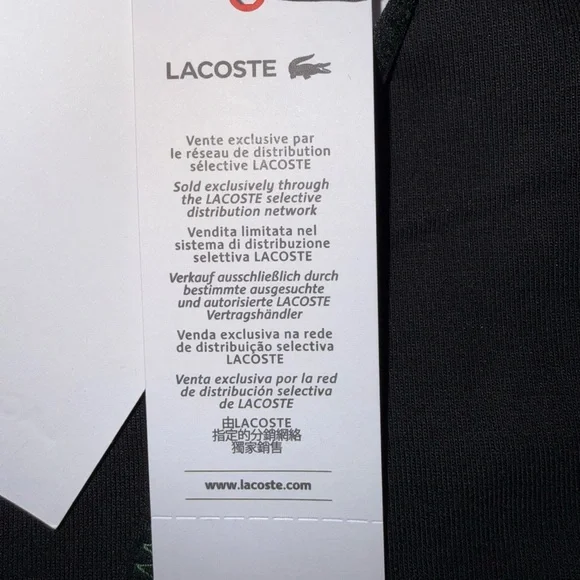 LACOSTE
Vente exclusive par
le réseau de distribution
sélective LACOSTE
Sold exclusively through
the LACOSTE selective
distribution network
Vendita limitata nel
sistema di distribuzione
selettiva LACOSTE
Verkauf ausschließlich durch
bestimmte ausgesuchte
und autorisierte LACOSTE
Vertragshändler
Venda exclusiva na rede
de distribuição selectiva
LACOSTE
Venta exclusiva por la red
de distribución selectiva
de LACOSTE
由LACOSTE
指定的分銷網絡
獨家銷售
www.lacoste.com